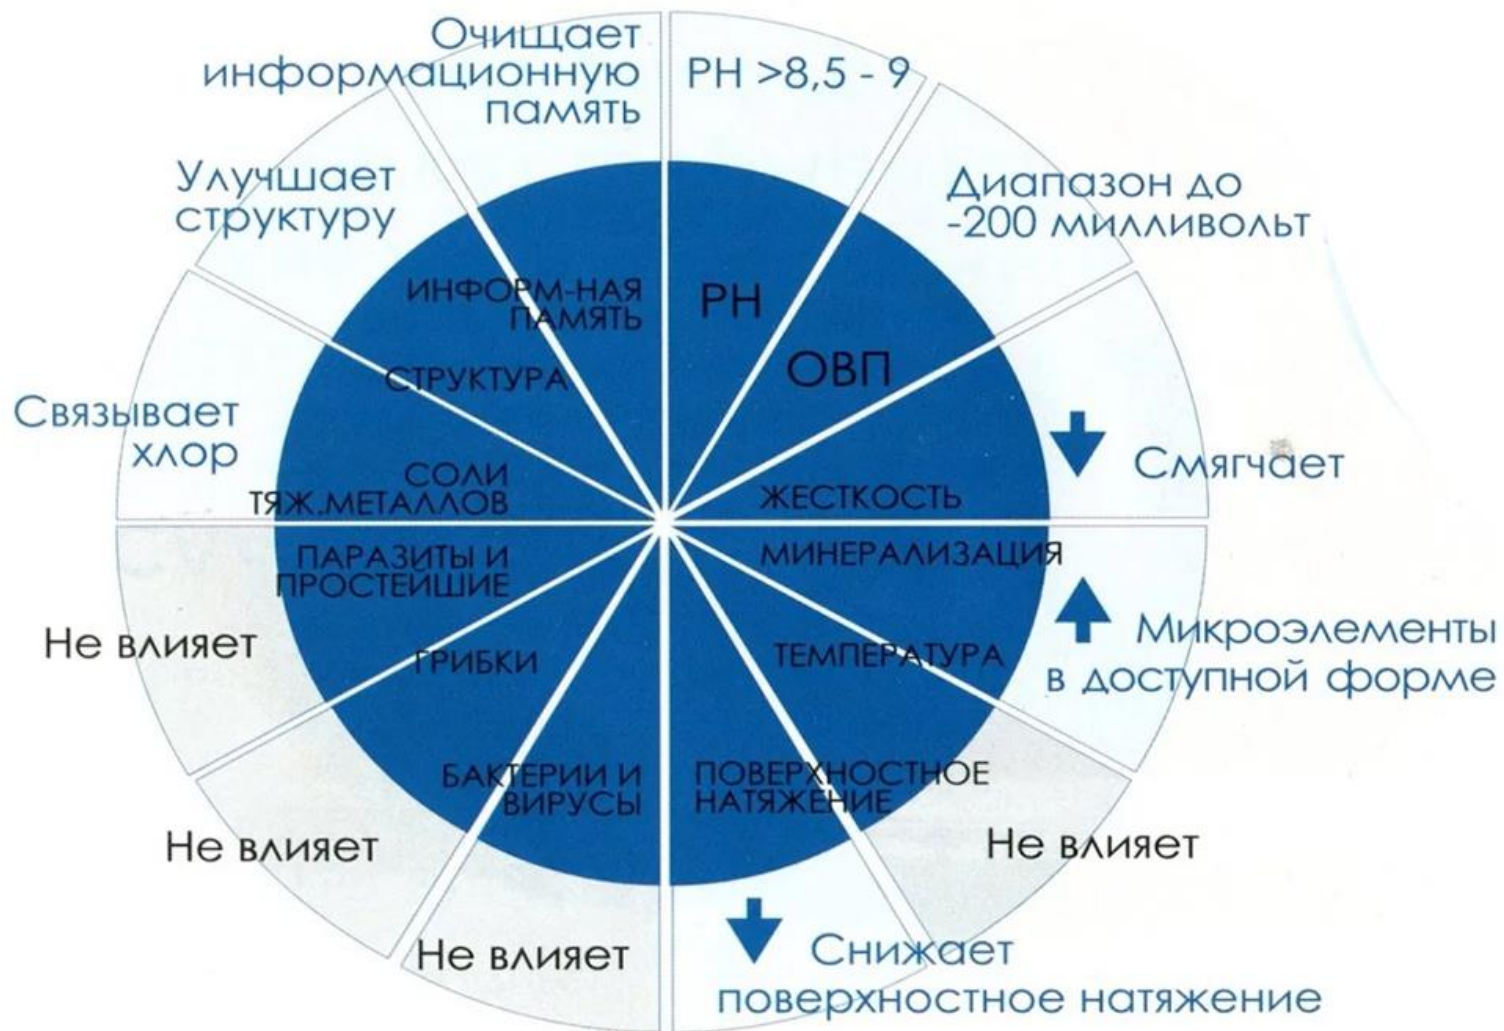 Очищает
информационную
память
РН >8,5 - 9
Улучшает
структуру
Диапазон до
-200 милливольт
ИНФОРМ-НАЯ
ПАМЯТЬ
РН
ОВП
СТРУКТУРА
Связывает
хлор
Смягчает
СОЛИ
ТЯЖ.МЕТАЛЛОВ
ЖЕСТКОСТЬ
ПАРАЗИТЫ И
ПРОСТЕЙШИЕ
МИНЕРАЛИЗАЦИЯ
Не влияет
Микроэлементы
в доступной форме
ГРИБКИ
ТЕМПЕРАТУРА
БАКТЕРИИ И
ВИРУСЫ
ПОВЕРХНОСТНОЕ
НАТЯЖЕНИЕ
Не влияет
Не влияет
Не влияет
Снижает
поверхностное натяжение